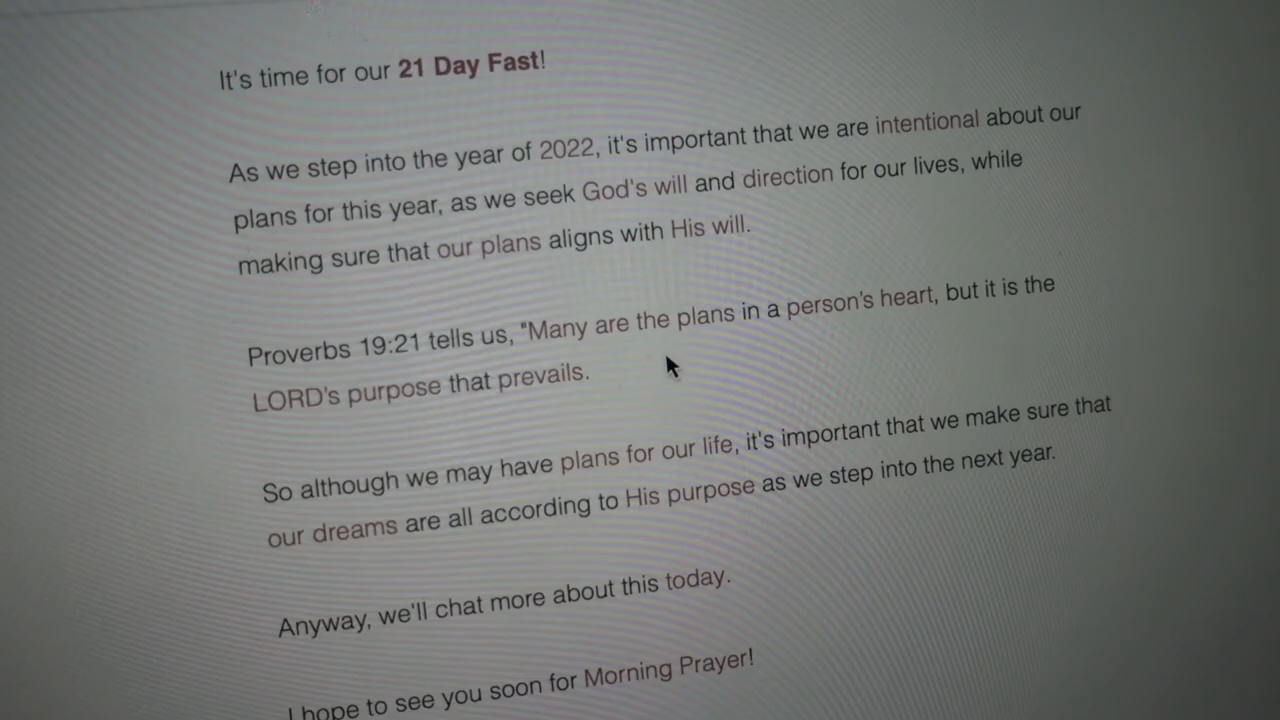 It's time for our 21 Day Fast!
As we step into the year of 2022, it's important that we are intentional about our
plans for this year, as we seek God's will and direction for our lives, while
making sure that our plans aligns with His will.
Proverbs 19:21 tells us, "Many are the plans in a person's heart, but it is the
LORD's purpose that prevails.
So although we may have plans for our life, it's important that we make sure that
our dreams are all according to His purpose as we step into the next year.
Anyway, we'll chat more about this today.
I hope to see you soon for Morning Prayer!